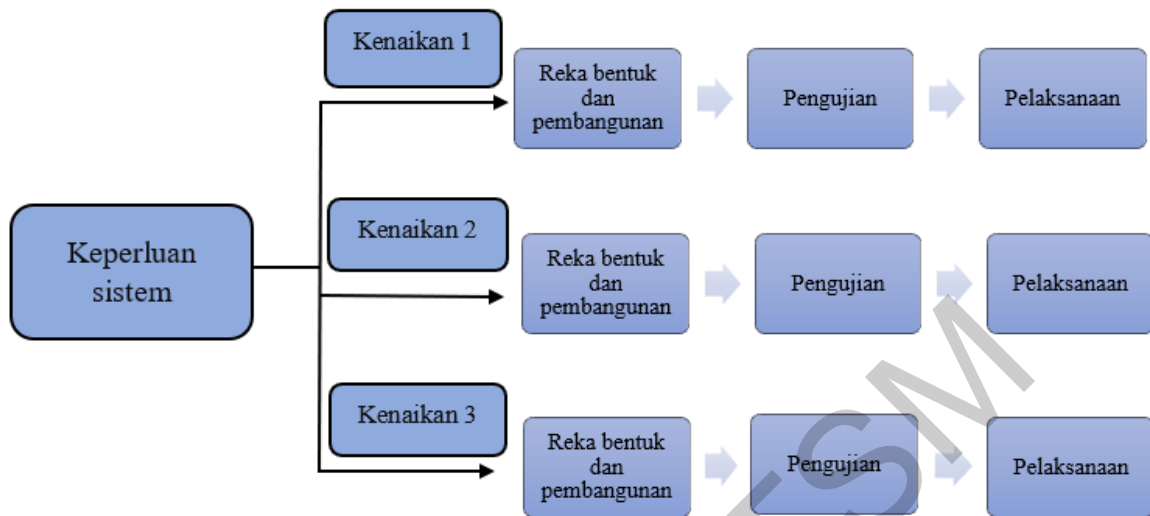 Kenaikan 1
Reka bentuk
dan
pembangunan
Pengujian
Pelaksanaan
Keperluan
sistem
Kenaikan 2
Reka bentuk
dan
pembangunan
Pengujian
Pelaksanaan
Kenaikan 3
Reka bentuk
dan
pembangunan
Pengujian
Pelaksanaan